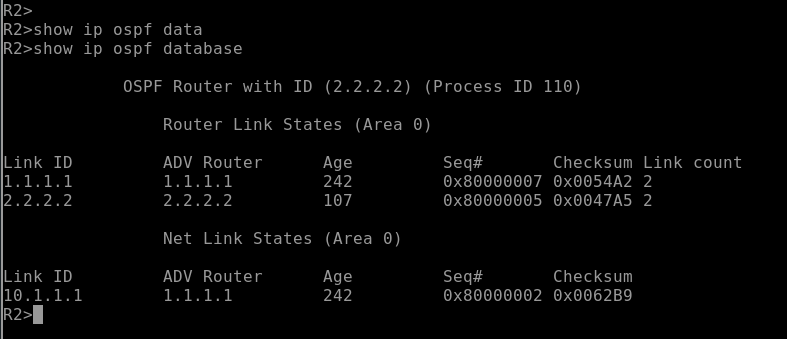 R2>
R2>show ip ospf data
R2>show ip ospf database
OSPF Router with ID (2.2.2.2) (Process ID 110)
Router Link States (Area 0)
Link ID ADV Router Age Seq# Checksum Link count
1.1.1.1 1.1.1.1 242 0x80000007 0x0054A2 2
2.2.2.2 2.2.2.2 107 0x80000005 0x0047A5 2
Net Link States (Area 0)
Link ID ADV Router Age Seq# Checksum
10.1.1.1 1.1.1.1 242 0x80000002 0x0062B9
R2>